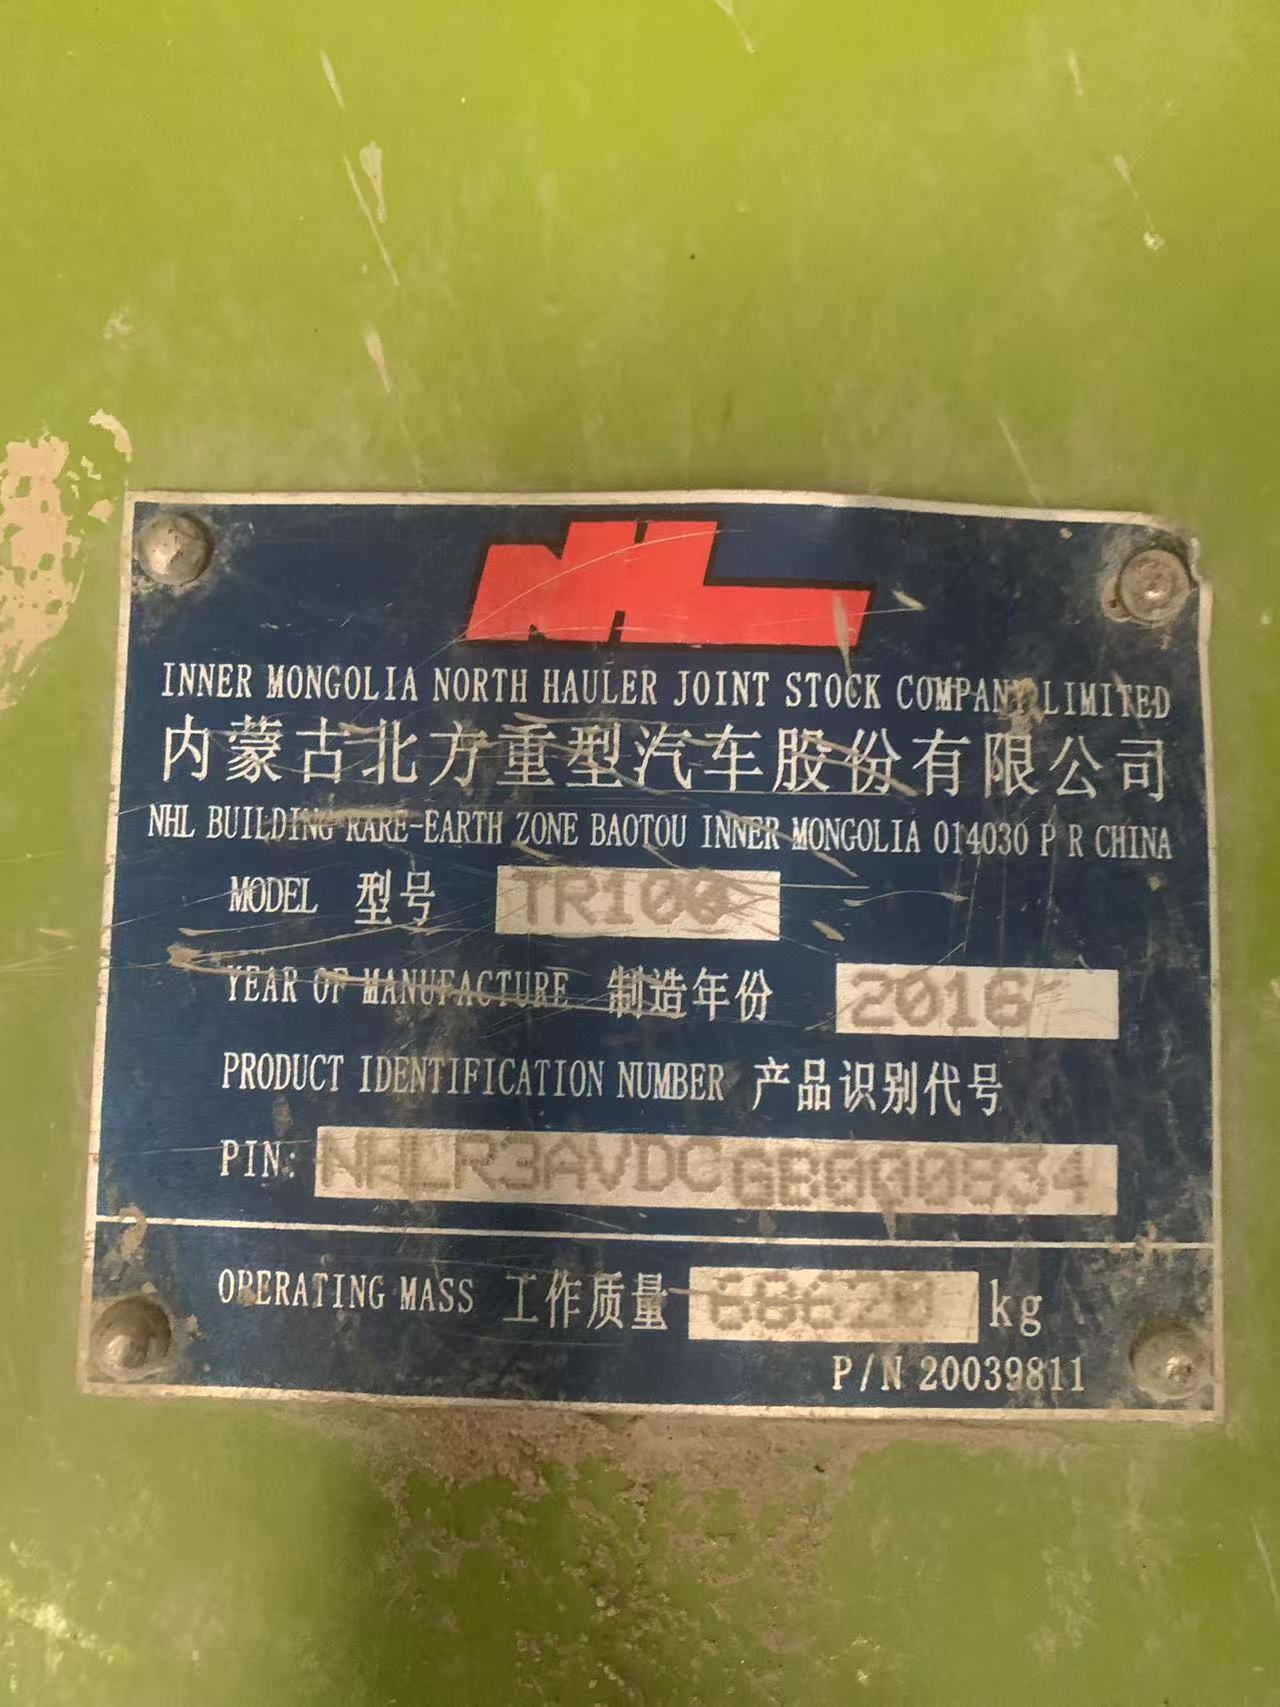 NHL
INNER MONGOLIA NORTH HAULER JOINT STOCK COMPANY LIMITED
内蒙古北方重型汽车股份有限公司
NHL BUILDING RARE-EARTH ZONE BAOTOU INNER MONGOLIA 014030 P R CHINA
MODEL 型号 TR100
YEAR OF MANUFACTURE 制造年份 2016
PRODUCT IDENTIFICATION NUMBER 产品识别代号
PIN:
OPERATING MASS 工作质量 kg
P/N 20039811